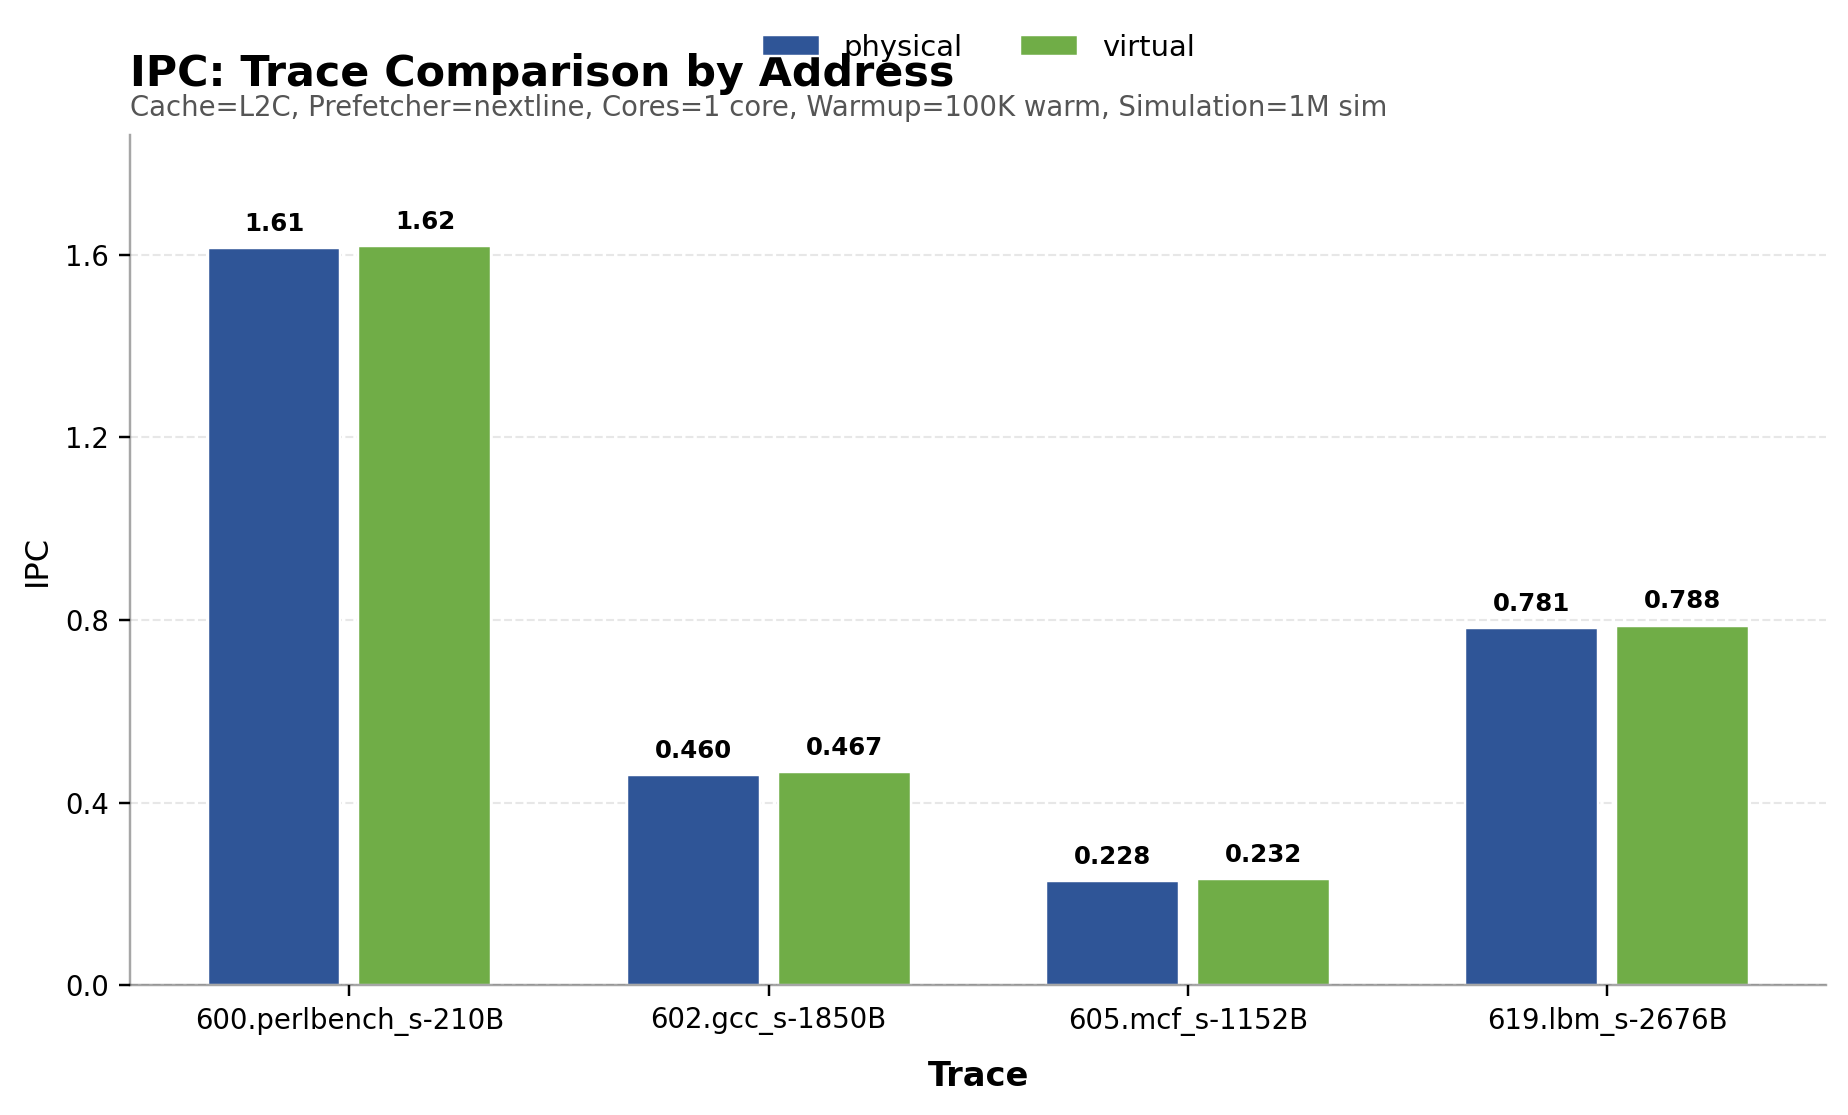 physical virtual
IPC: Trace Comparison by Address
Cache=L2C, Prefetcher=nextline, Cores=1 core, Warmup=100K warm, Simulation=1M sim
1.61 1.62
1.6
1.2
IPC
0.781 0.788
0.8
0.460 0.467
0.4
0.228 0.232
0.0
600.perlbench_s-210B 602.gcc_s-1850B 605.mcf_s-1152B 619.lbm_s-2676B
Trace